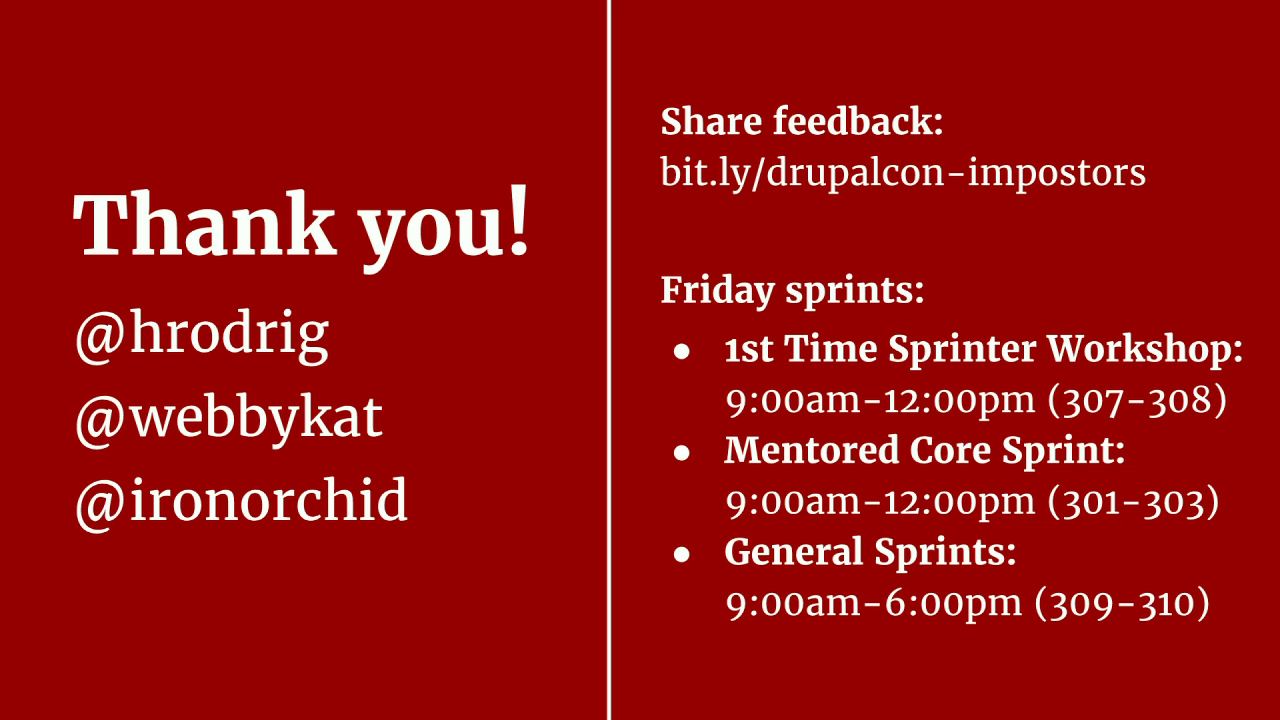 Thank you!
@hrodrig
@webbykat
@ironorchid
Share feedback:
bit.ly/drupalcon-impostors
Friday sprints:
● 1st Time Sprinter Workshop:
9:00am-12:00pm (307-308)
● Mentored Core Sprint:
9:00am-12:00pm (301-303)
● General Sprints:
9:00am-6:00pm (309-310)